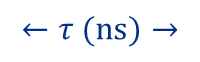 ← τ (ns) →